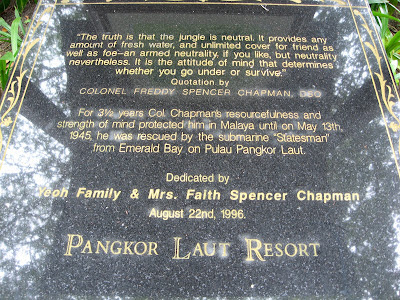 "The truth is that the jungle is neutral. It provides any
amount of fresh water, and unlimited cover for friend as
well as foe–an armed neutrality, if you like, but neutrality
nevertheless. It is the attitude of mind that determines
whether you go under or survive."
Quotation by
COLONEL FREDDY SPENCER CHAPMAN, DSO
For 3½ years Col. Chapman's resourcefulness and
strength of mind protected him in Malaya until on May 13th,
1945, he was rescued by the submarine "Statesman"
from Emerald Bay on Pulau Pangkor Laut.
Dedicated by
Yeoh Family & Mrs. Faith Spencer Chapman
August 22nd, 1996.
PANGKOR LAUT RESORT